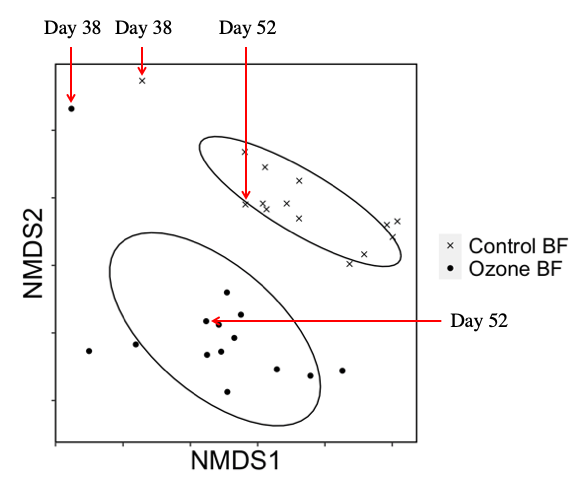 Day 38 Day 38 Day 52
NMDS2
Control BF
Ozone BF
Day 52
NMDS1